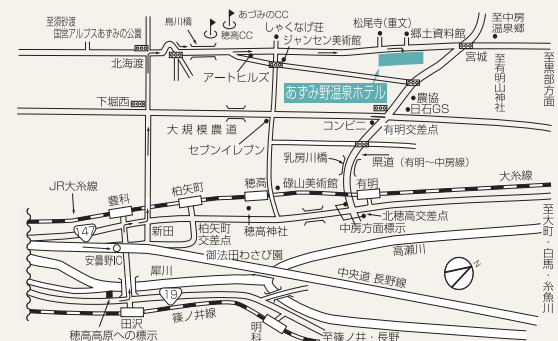 至須砂渡
国営アルプスあずみの公園
烏川橋
あづみのCC
穂高CC
しゃくなげ荘
ジャンセン美術館
松尾寺(重文)
郷土資料館
至中房
温泉郷
宮城
北海渡
アートヒルズ
あずみ野温泉ホテル
至有明山神社
至黒部方面
下堀西
農協
日石GS
大規模農道
コンビニ
有明交差点
セブンイレブン
乳房川橋
県道(有明〜中房線)
JR大糸線
豊科
柏矢町
穂高
碌山美術館
有明
大糸線
147
新田
柏矢町
交差点
穂高神社
北穂高交差点
中房方面標示
安曇野IC
御法田わさび園
高瀬川
至大町・白馬・糸魚川
犀川
中央道 長野線
N
19
田沢
篠ノ井線
穂高高原への標示
明科
至篠ノ井・長野